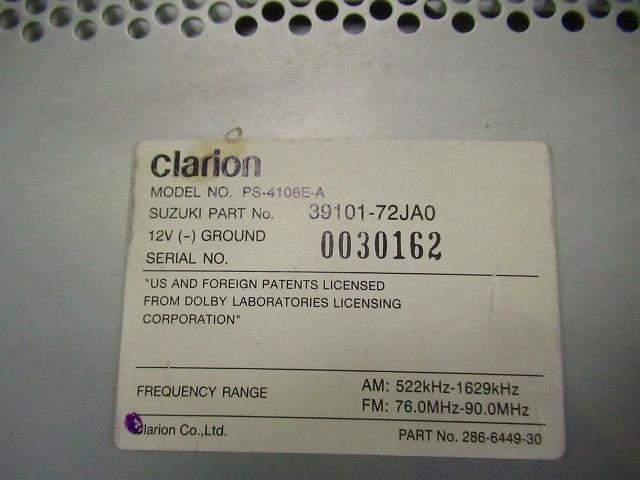 Clarion
MODEL NO. PS-4106E-A
SUZUKI PART No. 39101-72JA0
12V (-) GROUND
SERIAL NO. 0030162
"US AND FOREIGN PATENTS LICENSED
FROM DOLBY LABORATORIES LICENSING
CORPORATION"
FREQUENCY RANGE AM: 522kHz-1629kHz
FM: 76.0MHz-90.0MHz
Clarion Co.,Ltd. PART No. 286-6449-30